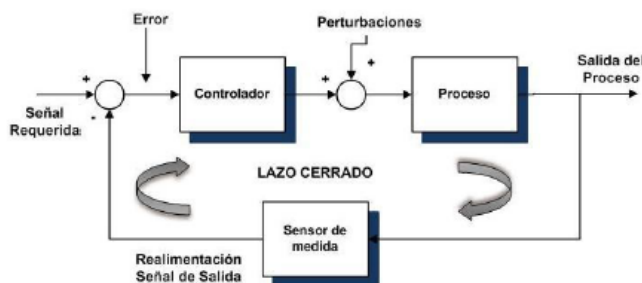 Error
Perturbaciones
+
Controlador
+
+
Proceso
Salida del
Proceso
Señal
Requerida
-
LAZO CERRADO
Sensor de
medida
Realimentación
Señal de Salida